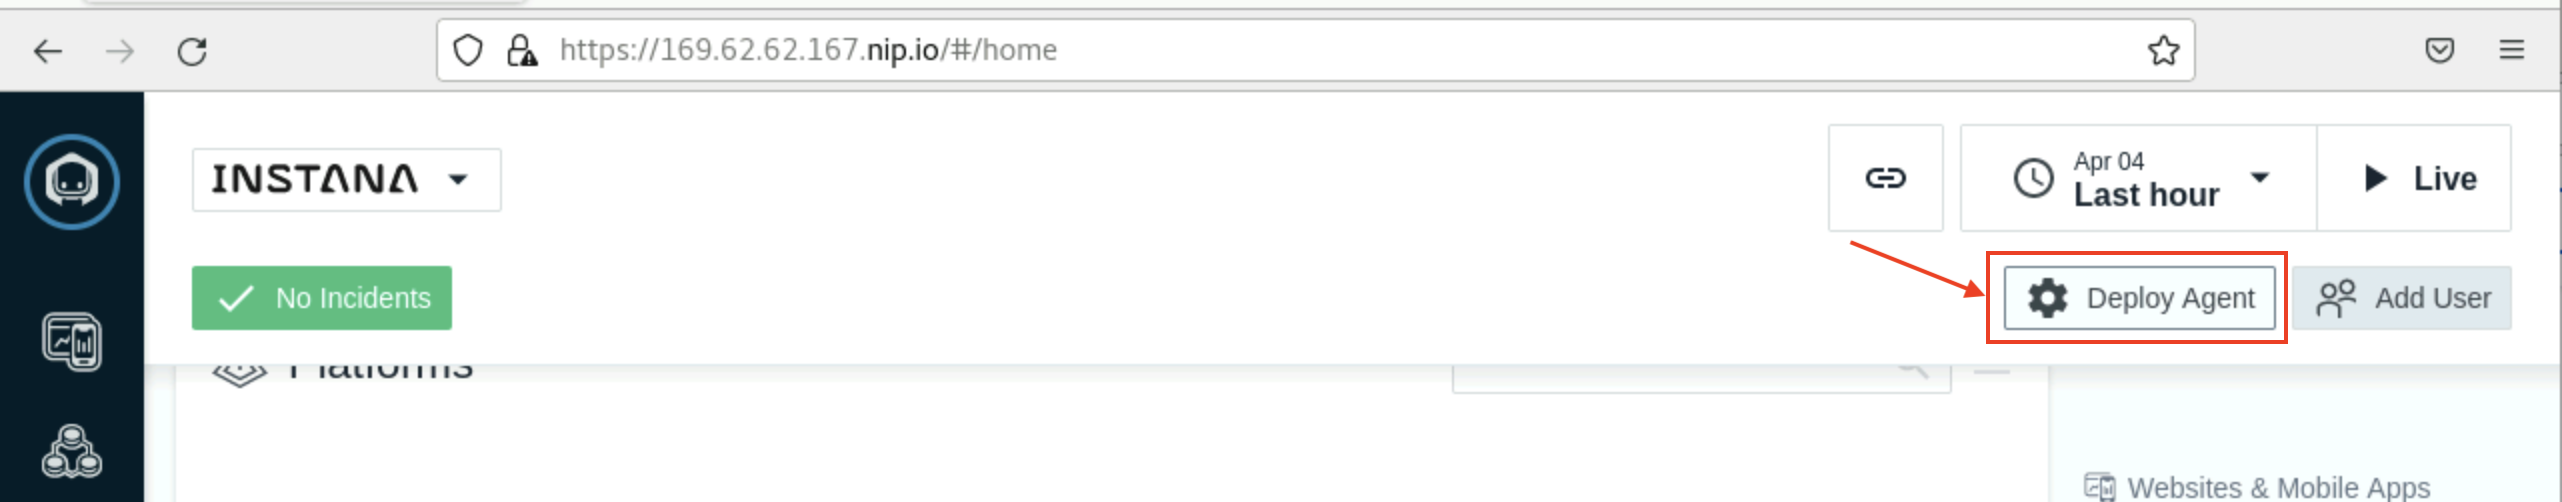 https://169.62.62.167.nip.io/#/home
INSTANA
Apr 04
Last hour
Live
No Incidents
Deploy Agent
Add User
Platforms
Websites & Mobile Apps